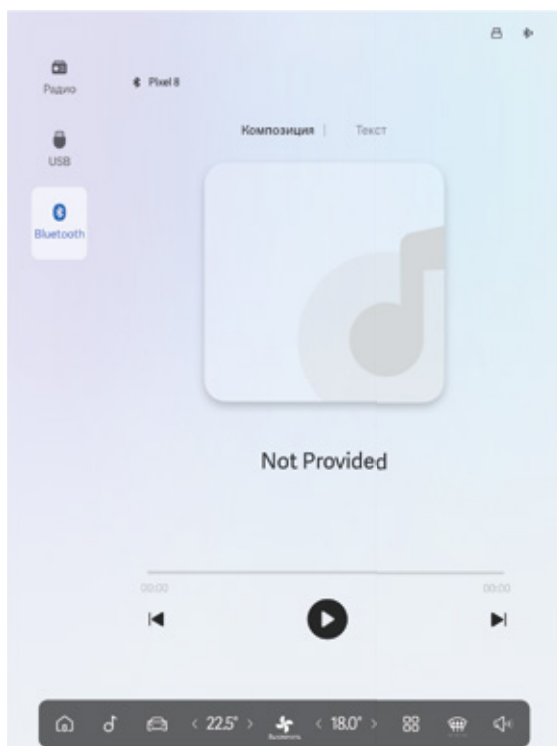 Радио
Pixel 8
Композиция | Текст
USB
Bluetooth
Not Provided
00:00 00:00
22.5° 18.0°